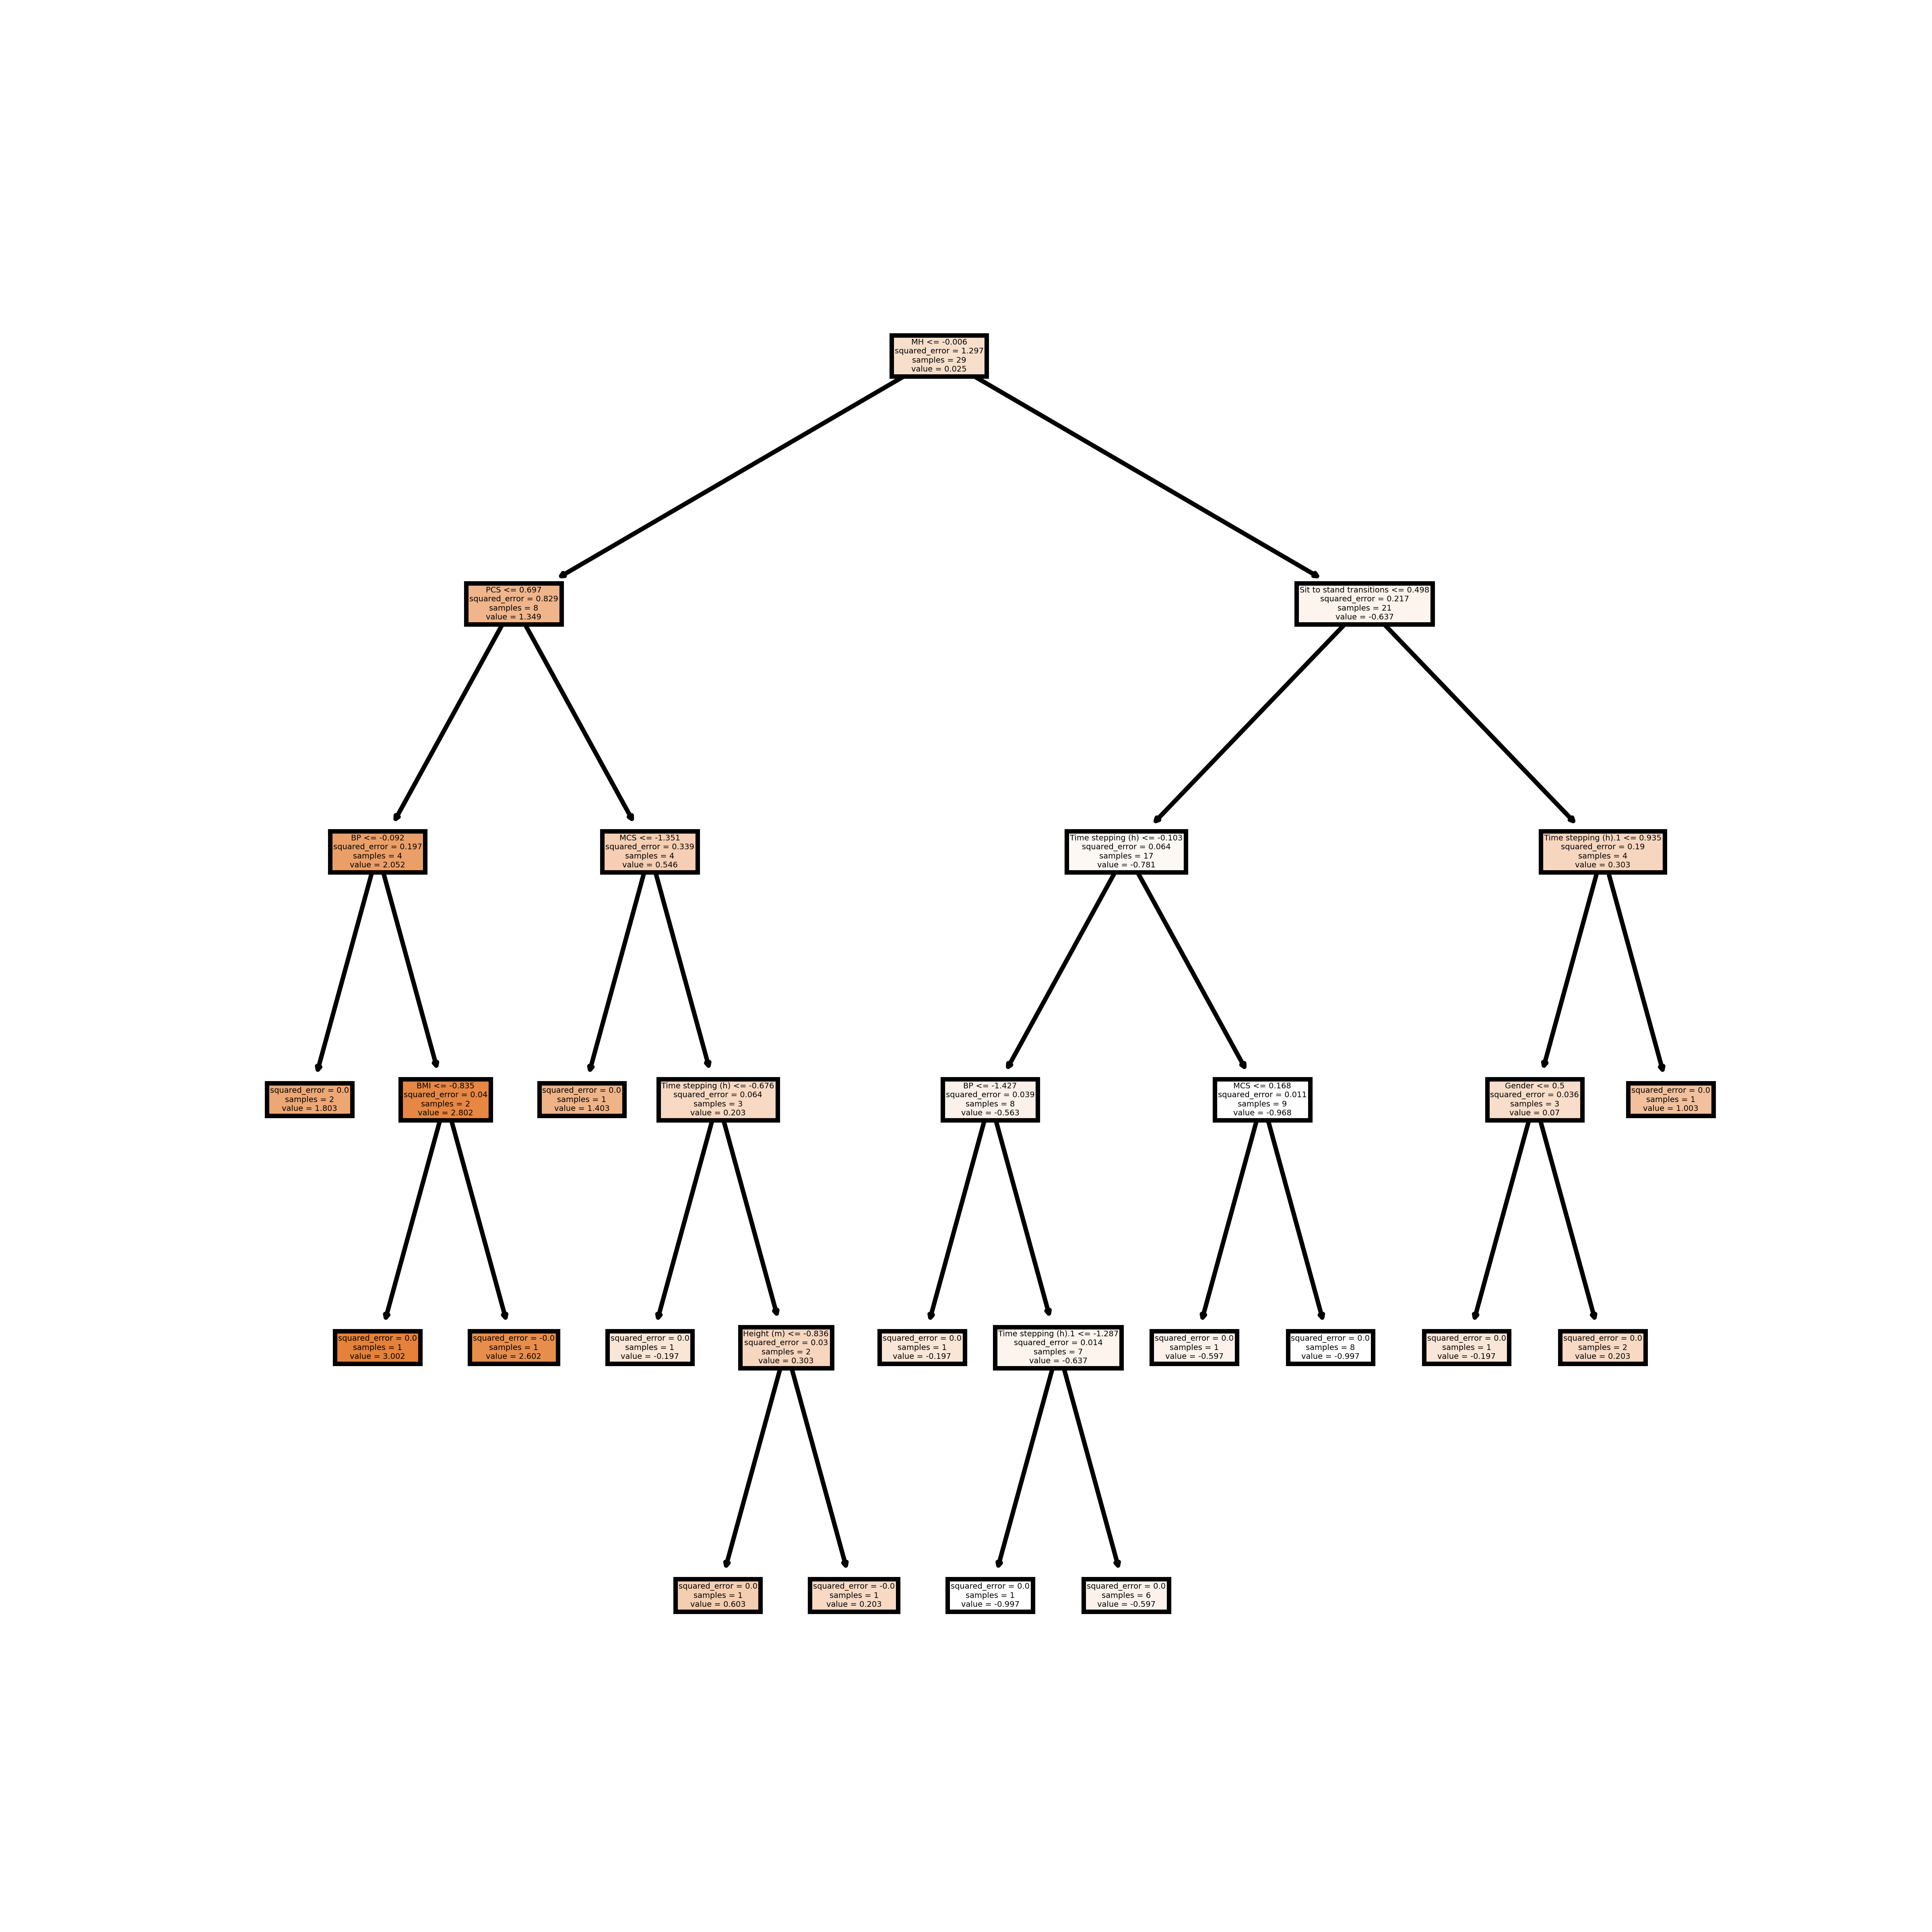 MH <= -0.006
squared_error = 1.297
samples = 29
value = 0.025
PCS <= 0.697
squared_error = 0.829
samples = 8
value = 1.349
Sit to stand transitions <= 0.498
squared_error = 0.217
samples = 21
value = -0.637
BP <= -0.092
squared_error = 0.197
samples = 4
value = 2.052
MCS <= -1.351
squared_error = 0.339
samples = 4
value = 0.546
Time stepping (h) <= -0.103
squared_error = 0.064
samples = 17
value = -0.781
Time stepping (h).1 <= 0.935
squared_error = 0.19
samples = 4
value = 0.303
squared_error = 0.0
samples = 2
value = 1.803
BMI <= -0.835
squared_error = 0.04
samples = 2
value = 2.802
squared_error = 0.0
samples = 1
value = 1.403
Time stepping (h) <= -0.676
squared_error = 0.064
samples = 3
value = 0.203
BP <= -1.427
squared_error = 0.039
samples = 8
value = -0.563
MCS <= 0.168
squared_error = 0.011
samples = 9
value = -0.968
Gender <= 0.5
squared_error = 0.036
samples = 3
value = 0.07
squared_error = 0.0
samples = 1
value = 1.003
squared_error = 0.0
samples = 1
value = 3.002
squared_error = -0.0
samples = 1
value = 2.602
squared_error = 0.0
samples = 1
value = -0.197
Height (m) <= -0.836
squared_error = 0.03
samples = 2
value = 0.303
squared_error = 0.0
samples = 1
value = -0.197
Time stepping (h).1 <= -1.287
squared_error = 0.014
samples = 7
value = -0.637
squared_error = 0.0
samples = 1
value = -0.597
squared_error = 0.0
samples = 8
value = -0.997
squared_error = 0.0
samples = 1
value = -0.197
squared_error = 0.0
samples = 2
value = 0.203
squared_error = 0.0
samples = 1
value = 0.603
squared_error = -0.0
samples = 1
value = 0.203
squared_error = 0.0
samples = 1
value = -0.997
squared_error = 0.0
samples = 6
value = -0.597